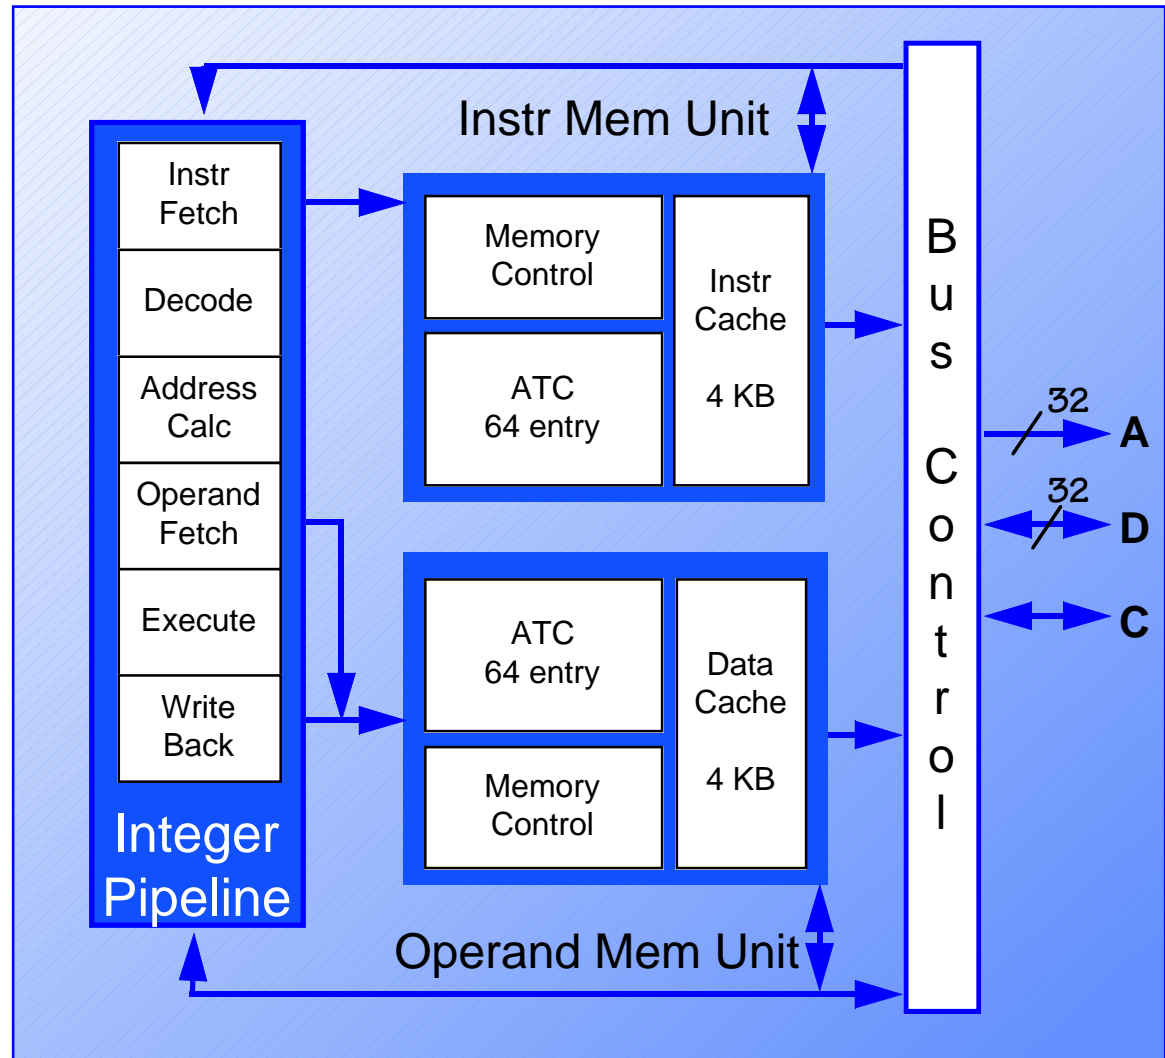 Instr Mem Unit
Instr
Fetch
Decode
Address
Calc
Operand
Fetch
Execute
Write
Back
Integer
Pipeline
Memory
Control
ATC
64 entry
Instr
Cache
4 KB
ATC
64 entry
Memory
Control
Data
Cache
4 KB
Operand Mem Unit
Bus Control
32
A
32
D
C